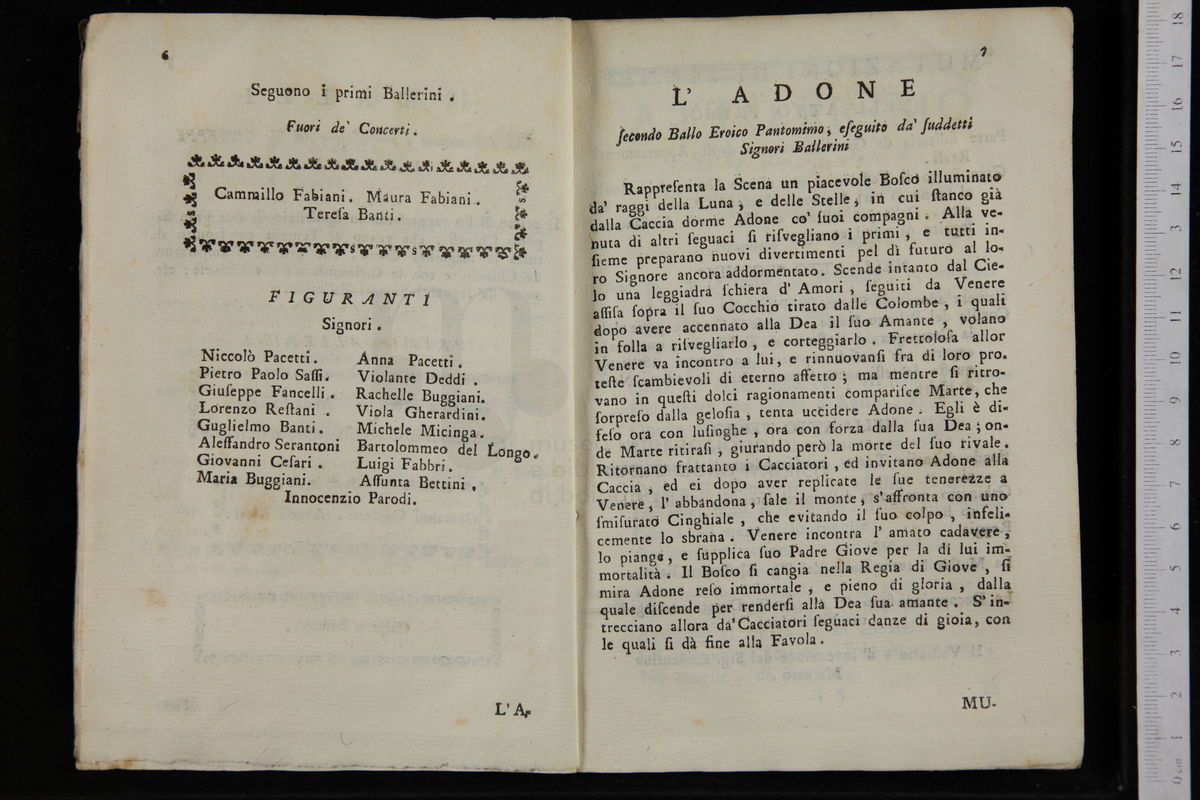 6
Seguono i primi Ballerini .
Fuori de' Concerti .
Cammillo Fabiani . Maura Fabiani .
Tereſa Banti .
FIGURANTI
Signori .
Niccolò Pacetti .
Pietro Paolo Saſſi .
Giuſeppe Fancelli .
Lorenzo Reſtani .
Guglielmo Banti .
Aleſſandro Serantoni
Giovanni Ceſari .
Maria Buggiani .
Anna Pacetti .
Violante Deddi .
Rachelle Buggiani .
Viola Gherardini .
Michele Micinga .
Bartolommeo del Longo .
Luigi Fabbri .
Aſſunta Bettini .
Innocenzio Parodi .
L' A-
7
L' ADONE
ſecondo Ballo Eroico Pantomimo , eſeguito da' ſuddetti
Signori Ballerini
Rappreſenta la Scena un piacevole Boſco illuminato
da' raggi della Luna , e delle Stelle , in cui ſtanco già
dalla Caccia dorme Adone co' ſuoi compagni . Alla ve-
nuta di altri ſeguaci ſi riſvegliano i primi , e tutti in-
ſieme preparano nuovi divertimenti pel dì futuro al lo-
ro Signore ancora addormentato . Scende intanto dal Cie-
lo una leggiadra ſchiera d' Amori , ſeguiti da Venere
aſſiſa ſopra il ſuo Cocchio tirato dalle Colombe , i quali
dopo avere accennato alla Dea il ſuo Amante , volano
in folla a riſvegliarlo , e corteggiarlo . Frettoloſa allor
Venere va incontro a lui , e rinnuovanſi fra di loro pro-
teſte ſcambievoli di eterno affetto ; ma mentre ſi ritro-
vano in queſti dolci ragionamenti compariſce Marte , che
ſorpreſo dalla geloſia , tenta uccidere Adone . Egli è di-
feſo ora con luſinghe , ora con forza dalla ſua Dea ; on-
de Marte ritiraſi , giurando però la morte del ſuo rivale .
Ritornano frattanto i Cacciatori , ed invitano Adone alla
Caccia , ed ei dopo aver replicate le ſue tenerezze a
Venere , l' abbandona , ſale il monte , s' affronta con uno
ſmiſurato Cinghiale , che evitando il ſuo colpo , infeli-
cemente lo sbrana . Venere incontra l' amato cadavere ,
lo piange , e ſupplica ſuo Padre Giove per la di lui im-
mortalità . Il Boſco ſi cangia nella Regia di Giove , ſi
mira Adone reſo immortale , e pieno di gloria , dalla
quale diſcende per renderſi alla Dea ſua amante . S' in-
trecciano allora da' Cacciatori ſeguaci danze di gioia , con
le quali ſi dà fine alla Favola .
MU-